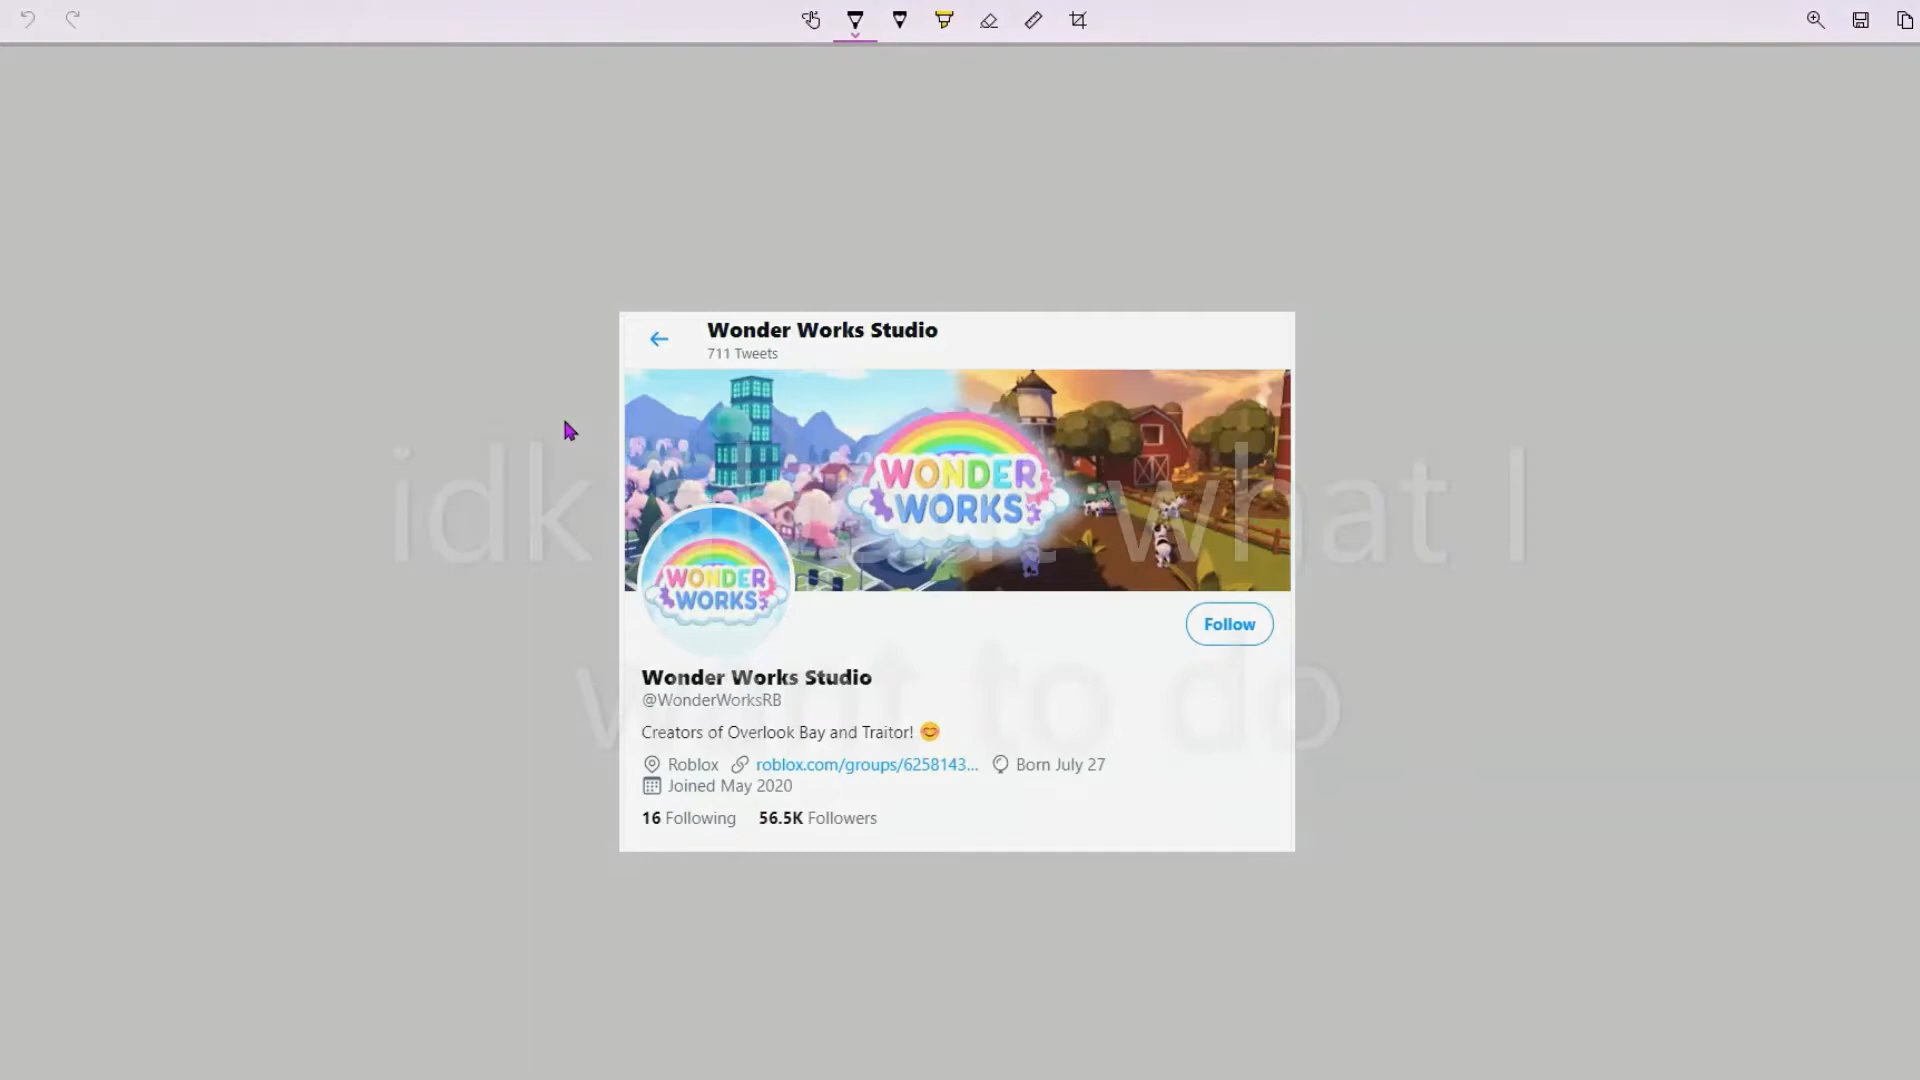 Wonder Works Studio
711 Tweets
WONDER
WORKS
WONDER
WORKS
Follow
idk about what I
want to do
Wonder Works Studio
@WonderWorksRB
Creators of Overlook Bay and Traitor! 😊
Roblox roblox.com/groups/6258143... Born July 27
Joined May 2020
16 Following 56.5K Followers